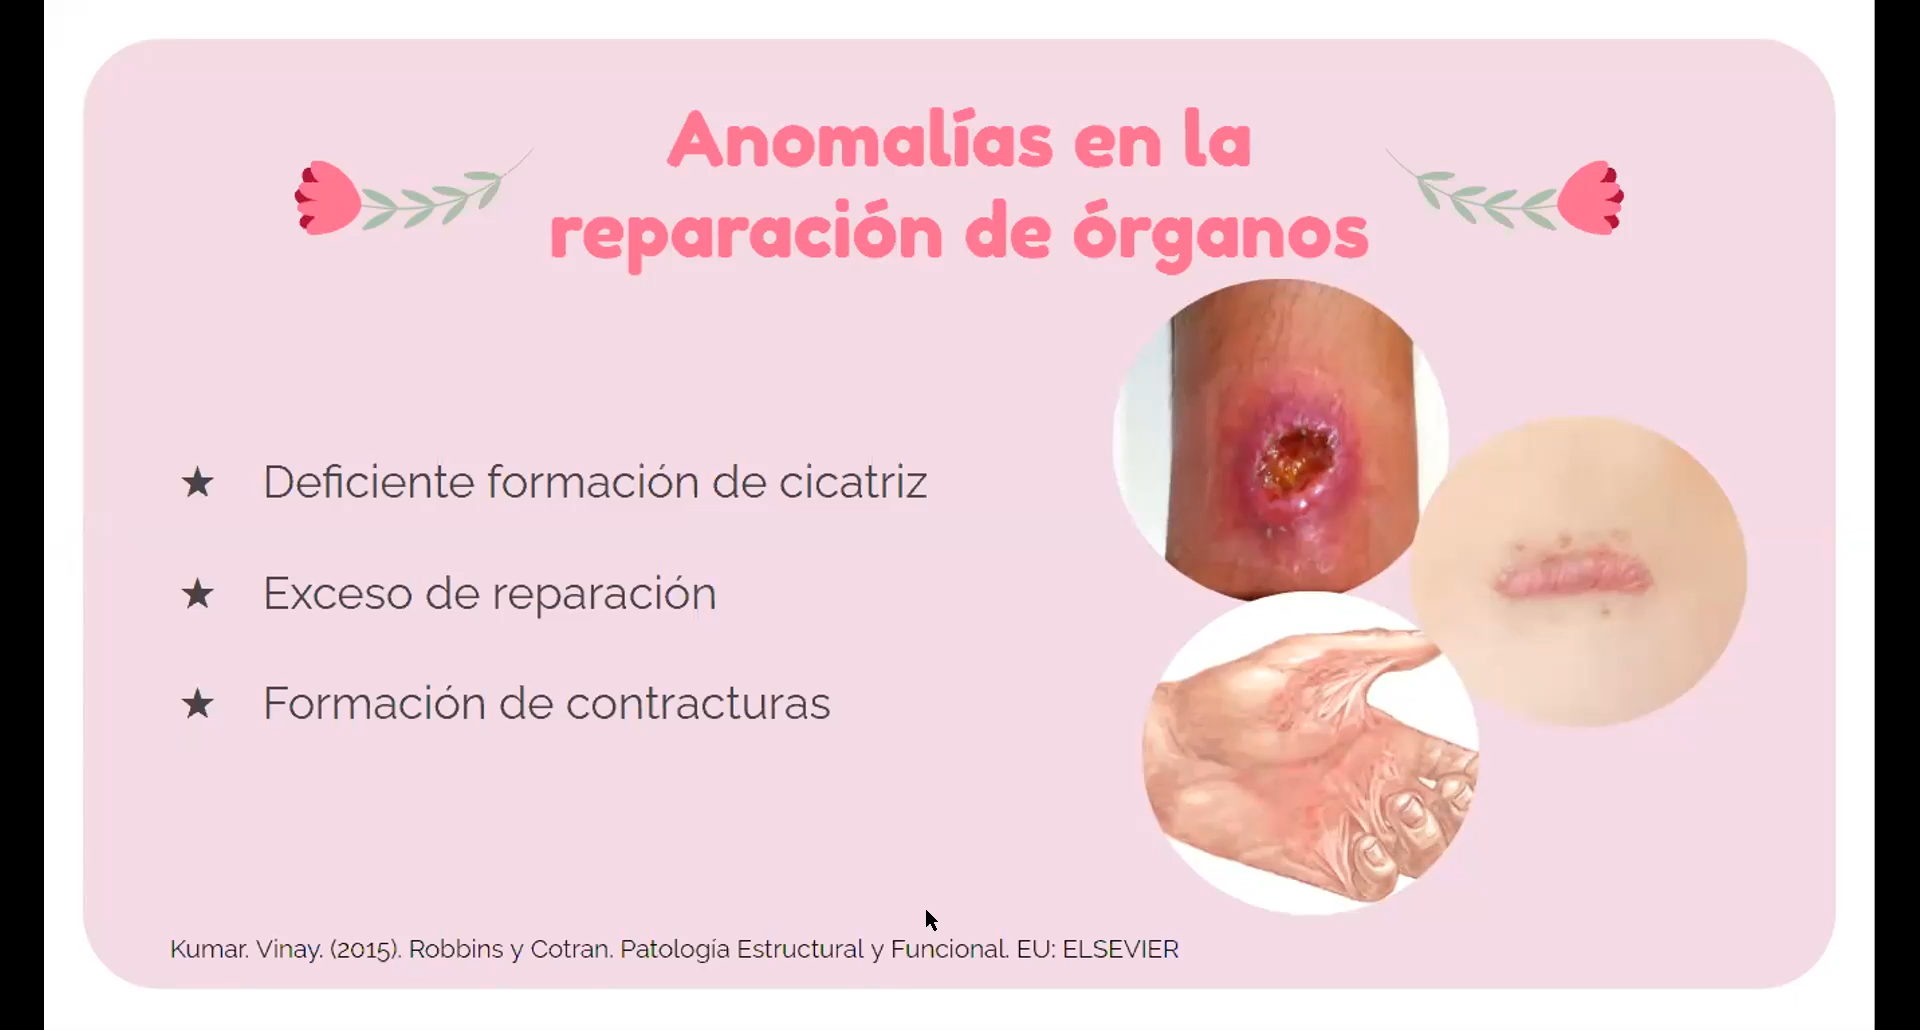 Anomalías en la
reparación de órganos
★ Deficiente formación de cicatriz
★ Exceso de reparación
★ Formación de contracturas
Kumar. Vinay. (2015). Robbins y Cotran. Patología Estructural y Funcional. EU: ELSEVIER